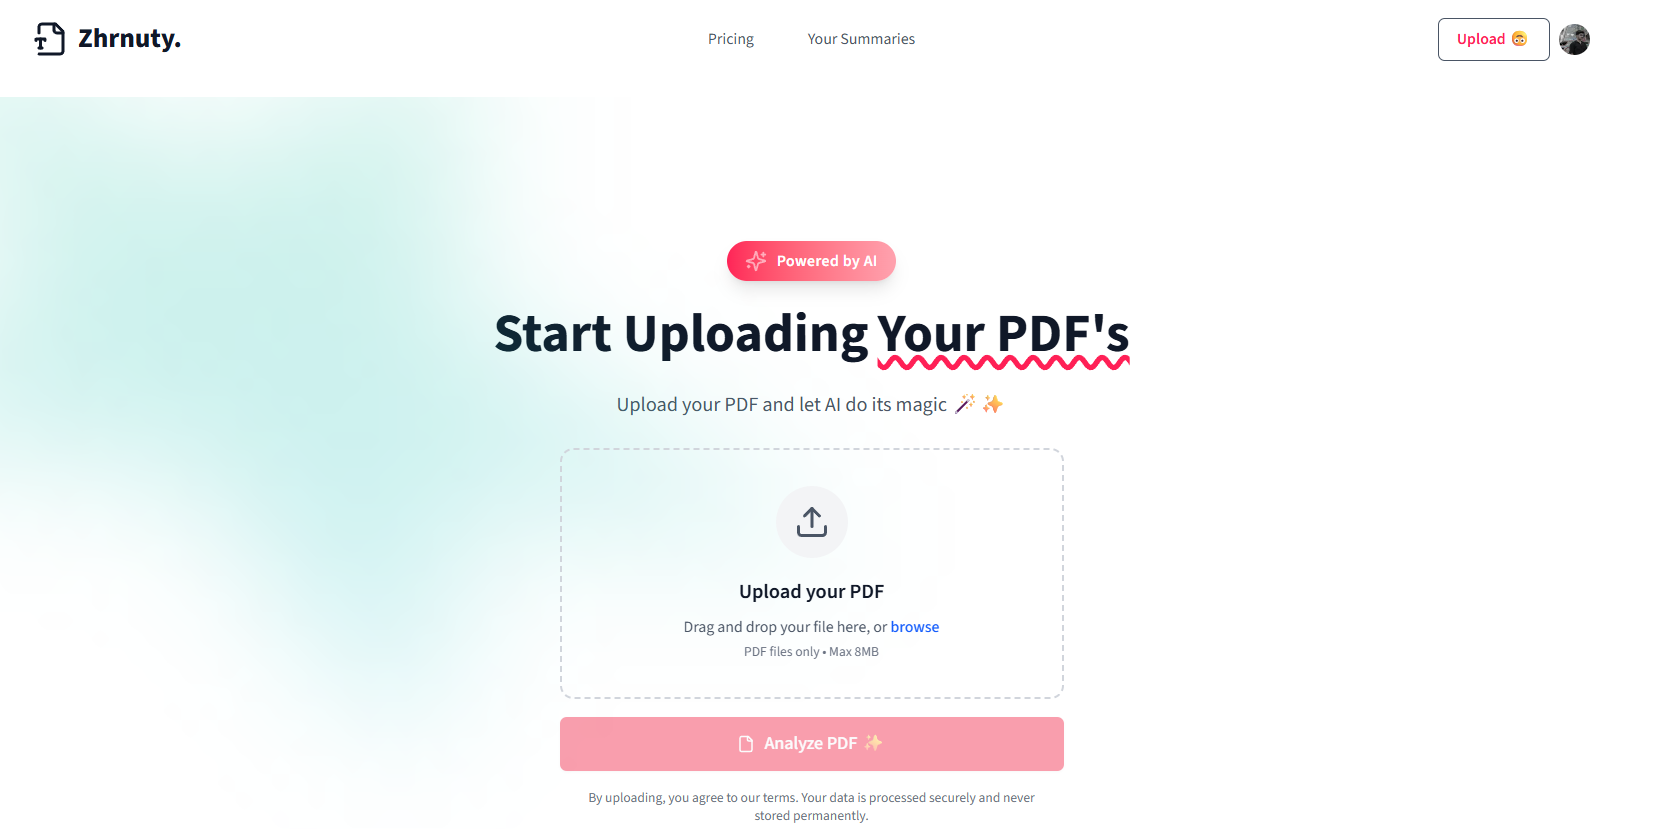 Zhrnuty.
Pricing
Your Summaries
Upload
Powered by AI
Start Uploading Your PDF's
Upload your PDF and let AI do its magic 🪄 ✨
Upload your PDF
Drag and drop your file here, or browse
PDF files only • Max 8MB
Analyze PDF ✨
By uploading, you agree to our terms. Your data is processed securely and never
stored permanently.